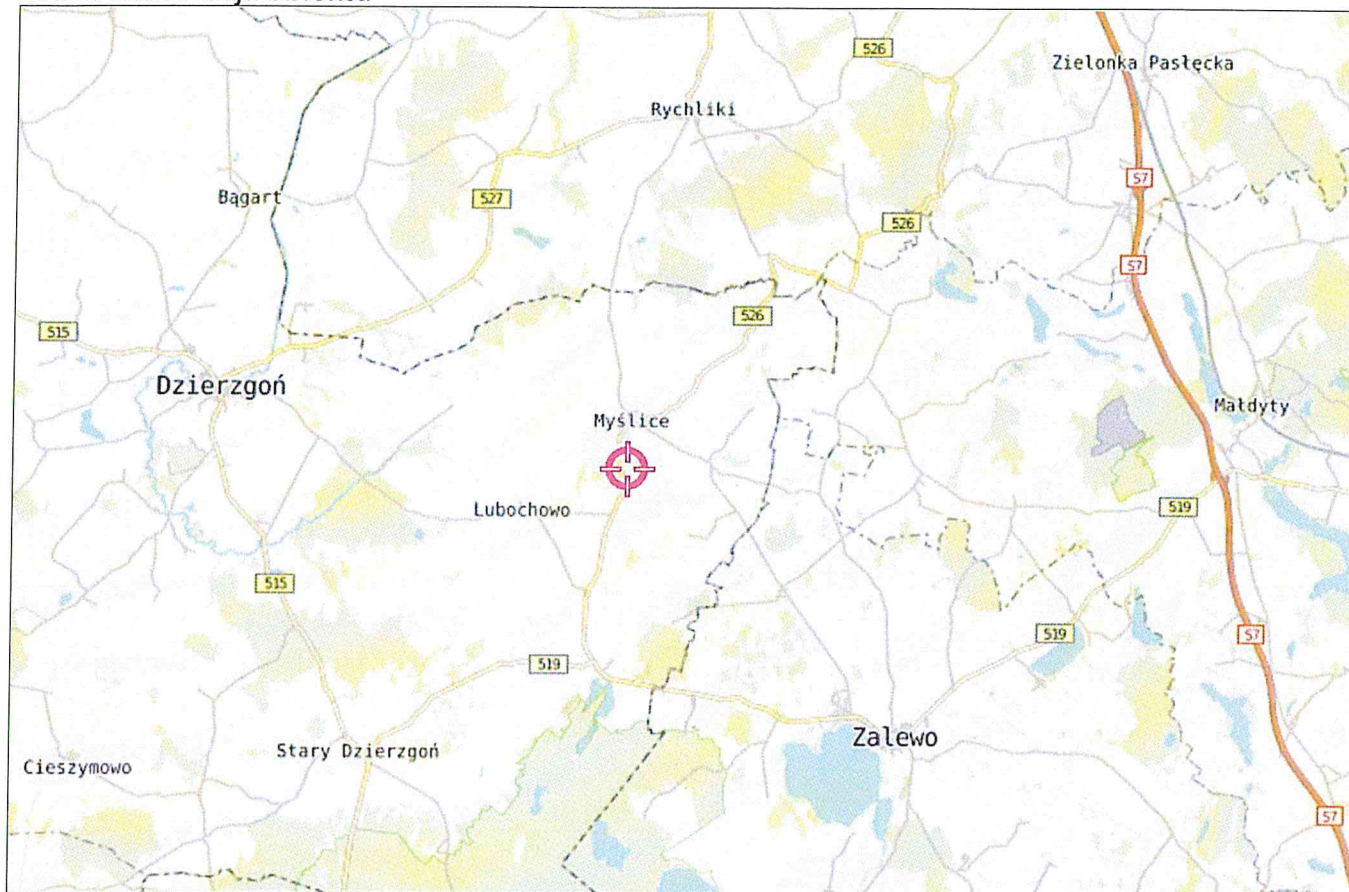 526
Zielonka Pasłęcka
Rychliki
S7
Bągart
527
526
S7
515
526
Dzierzgoń
Małdyty
Myślice
Lubochowo
519
515
519
S7
519
Zalewo
Stary Dzierzgoń
Cieszymowo
S7